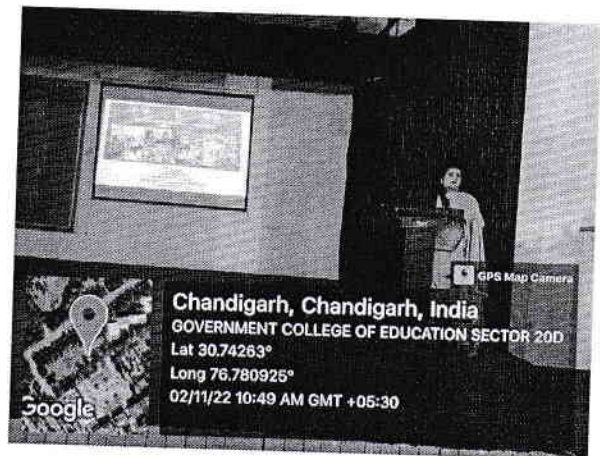 GPS Map Camera
Chandigarh, Chandigarh, India
GOVERNMENT COLLEGE OF EDUCATION SECTOR 20D
Lat 30.74263°
Long 76.780925°
02/11/22 10:49 AM GMT +05:30
Google